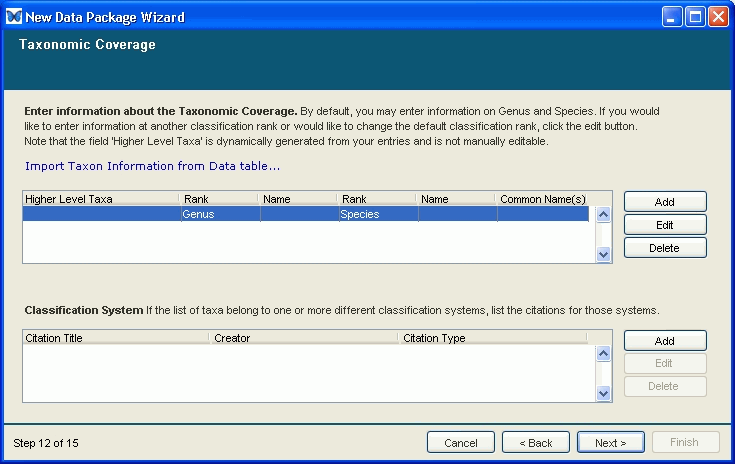 New Data Package Wizard
Taxonomic Coverage
Enter information about the Taxonomic Coverage. By default, you may enter information on Genus and Species. If you would
like to enter information at another classification rank or would like to change the default classification rank, click the edit button.
Note that the field 'Higher Level Taxa' is dynamically generated from your entries and is not manually editable.
Import Taxon Information from Data table...
Higher Level Taxa Rank Name Rank Name Common Name(s)
Genus Species
Add
Edit
Delete
Classification System If the list of taxa belong to one or more different classification systems, list the citations for those systems.
Citation Title Creator Citation Type
Add
Edit
Delete
Step 12 of 15 Cancel < Back Next > Finish